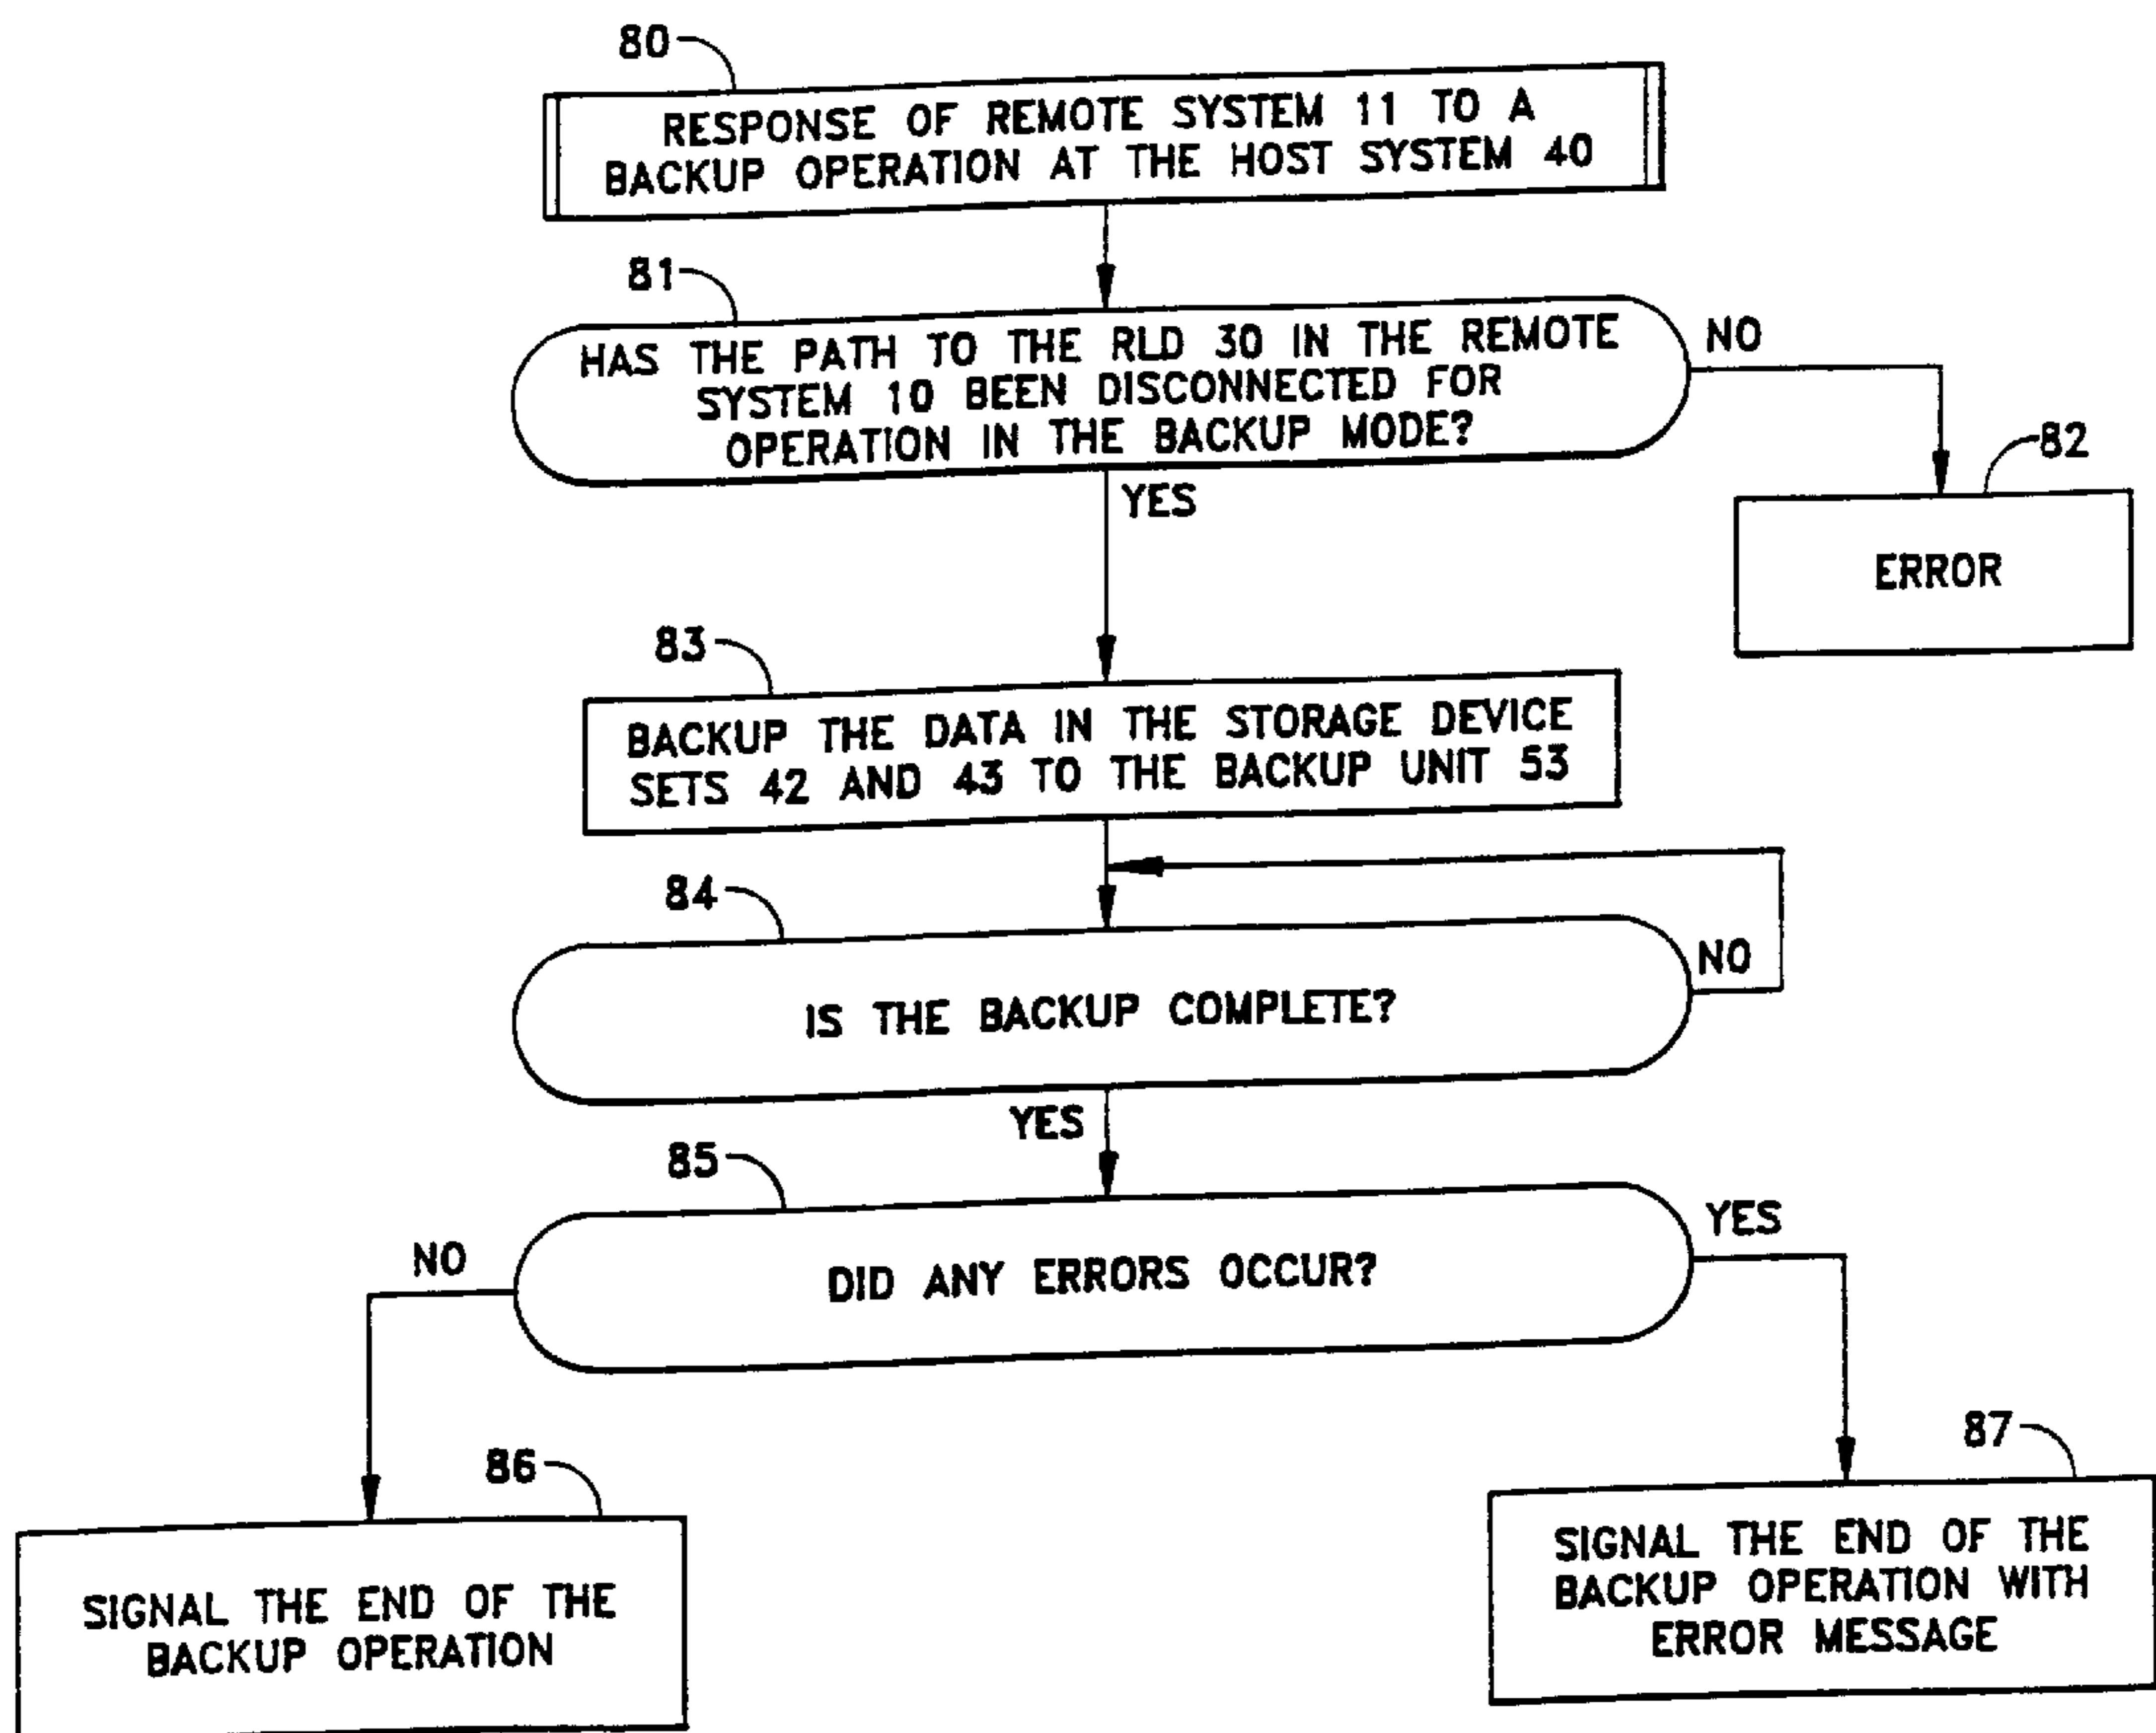 80
RESPONSE OF REMOTE SYSTEM 11 TO A
BACKUP OPERATION AT THE HOST SYSTEM 40
81
HAS THE PATH TO THE RLD 30 IN THE REMOTE
SYSTEM 10 BEEN DISCONNECTED FOR
OPERATION IN THE BACKUP MODE?
NO
82
YES
ERROR
83
BACKUP THE DATA IN THE STORAGE DEVICE
SETS 42 AND 43 TO THE BACKUP UNIT 53
84
NO
IS THE BACKUP COMPLETE?
YES
85
NO
DID ANY ERRORS OCCUR?
YES
86
SIGNAL THE END OF THE
BACKUP OPERATION
87
SIGNAL THE END OF THE
BACKUP OPERATION WITH
ERROR MESSAGE